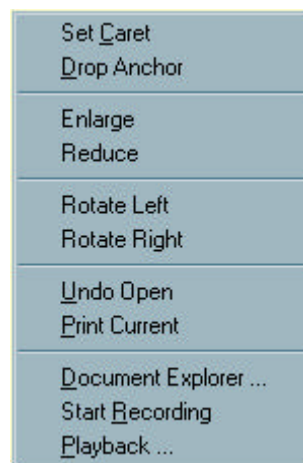 Set Caret
Drop Anchor
Enlarge
Reduce
Rotate Left
Rotate Right
Undo Open
Print Current
Document Explorer ...
Start Recording
Playback ...